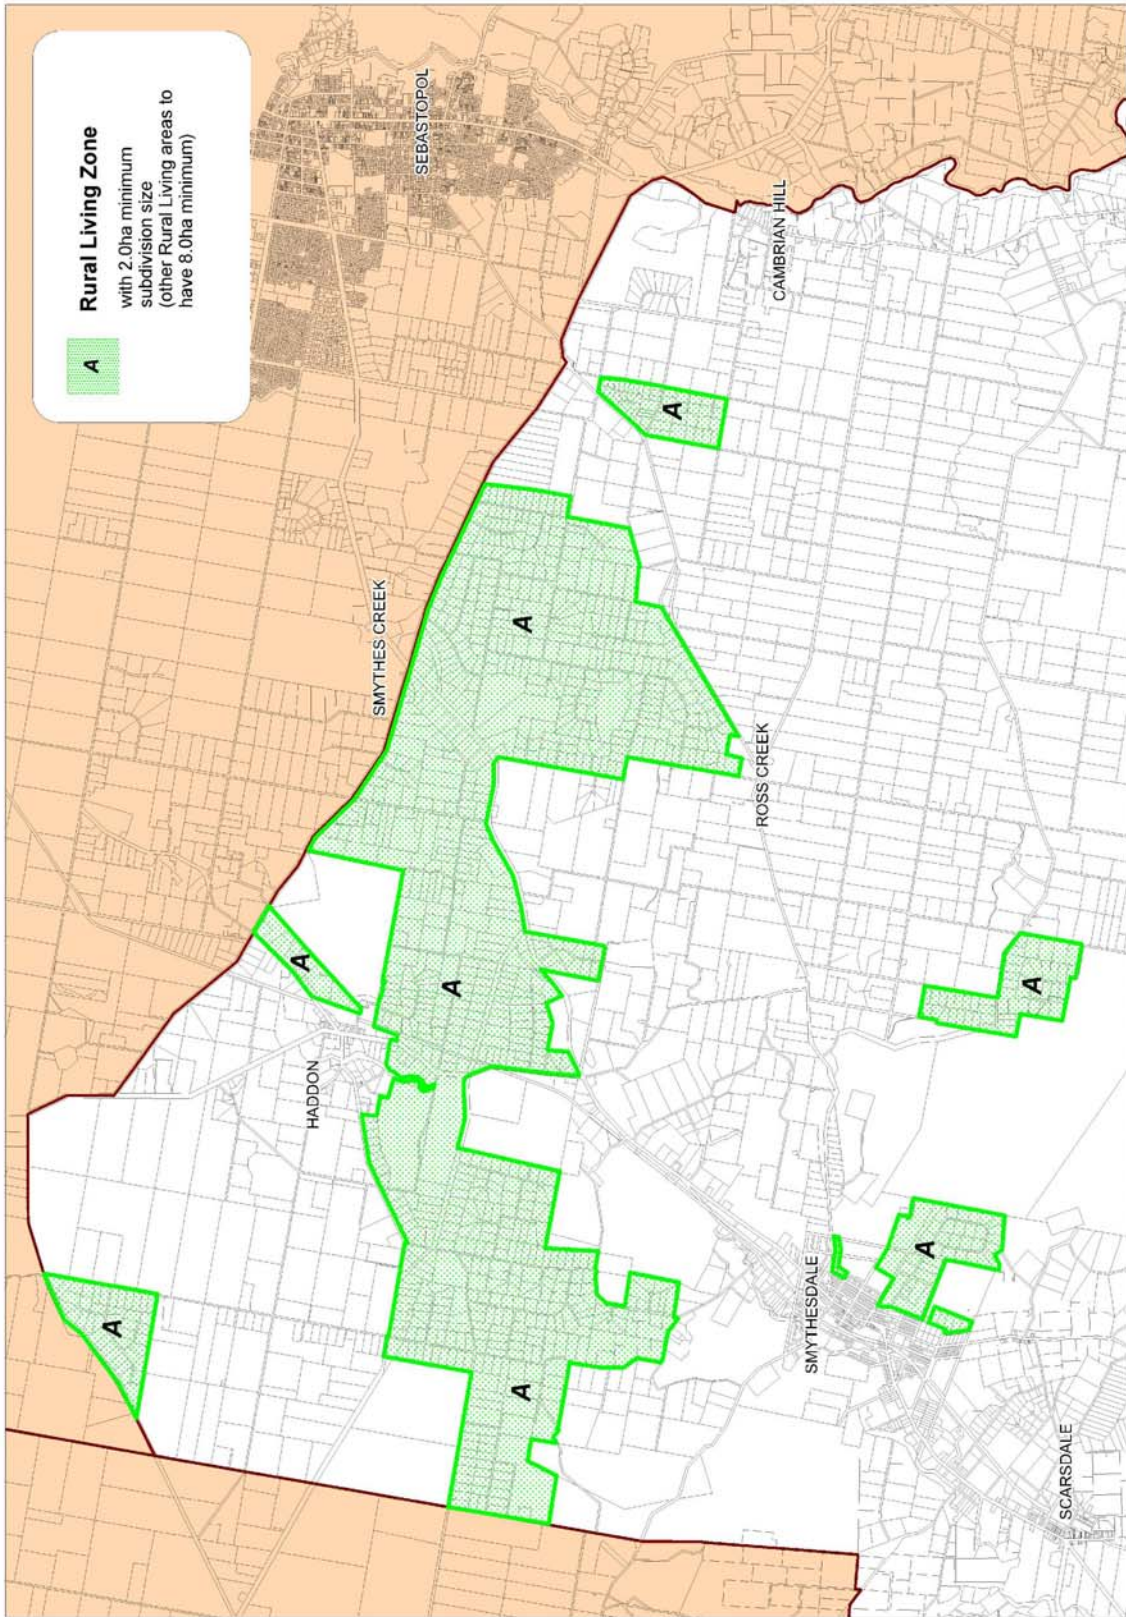 A
Rural Living Zone
with 2.0ha minimum
subdivision size
(other Rural Living areas to
have 8.0ha minimum)
SEBASTOPOL
CAMBRIAN HILL
A
SMYTHES CREEK
A
ROSS CREEK
A
A
A
HADDON
A
A
A
SMYTHESDALE
SCARSDALE